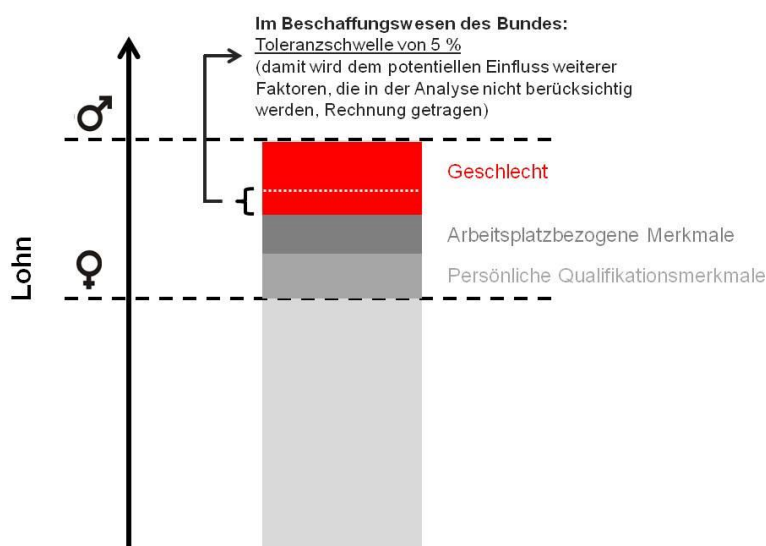 Im Beschaffungswesen des Bundes:
Toleranzschwelle von 5 %
(damit wird dem potentiellen Einfluss weiterer
Faktoren, die in der Analyse nicht berücksichtig
werden, Rechnung getragen)
Geschlecht
Arbeitsplatzbezogene Merkmale
Persönliche Qualifikationsmerkmale
Lohn